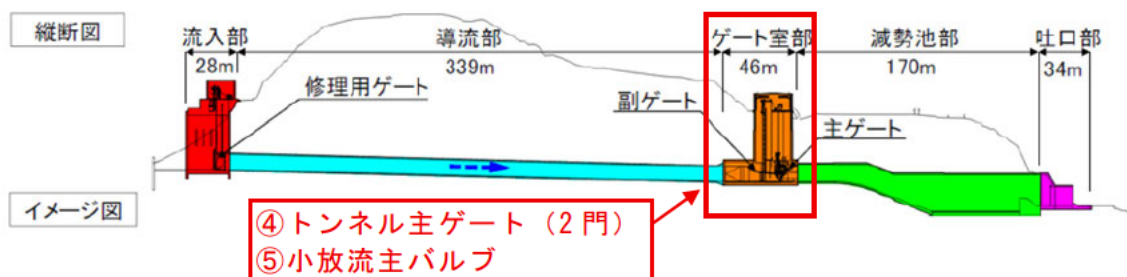 縦断図
流入部
導流部
ゲート室部
減勢池部
吐口部
28m
339m
46m
170m
34m
修理用ゲート
副ゲート
主ゲート
イメージ図
④トンネル主ゲート（2門）
⑤小放流主バルブ